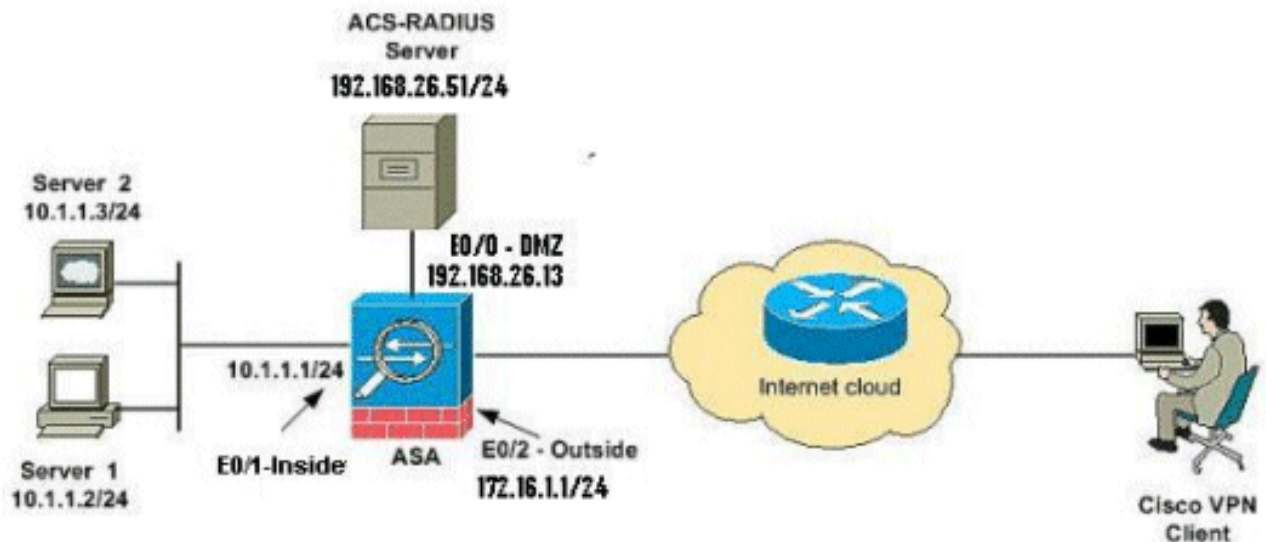 ACS-RADIUS
Server
192.168.26.51/24
Server 2
10.1.1.3/24
E0/0 - DMZ
192.168.26.13
10.1.1.1/24
Internet cloud
E0/1-Inside
ASA
E0/2 - Outside
172.16.1.1/24
Server 1
10.1.1.2/24
Cisco VPN
Client